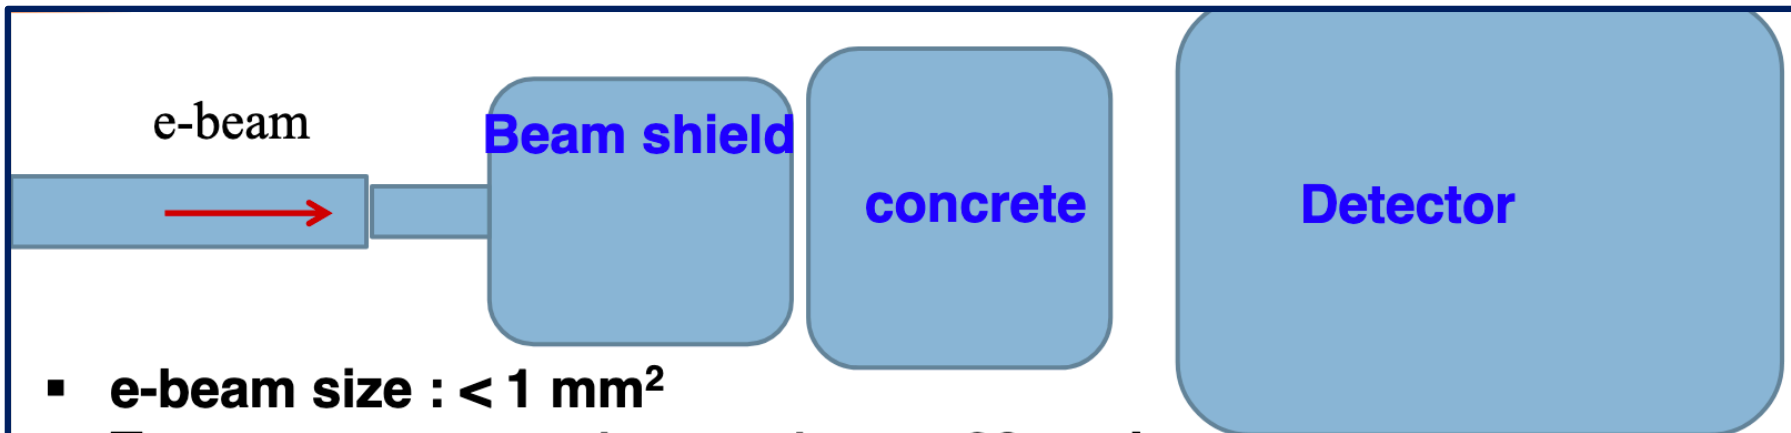 e-beam
Beam shield
concrete
Detector
▪ e-beam size : < 1 mm²